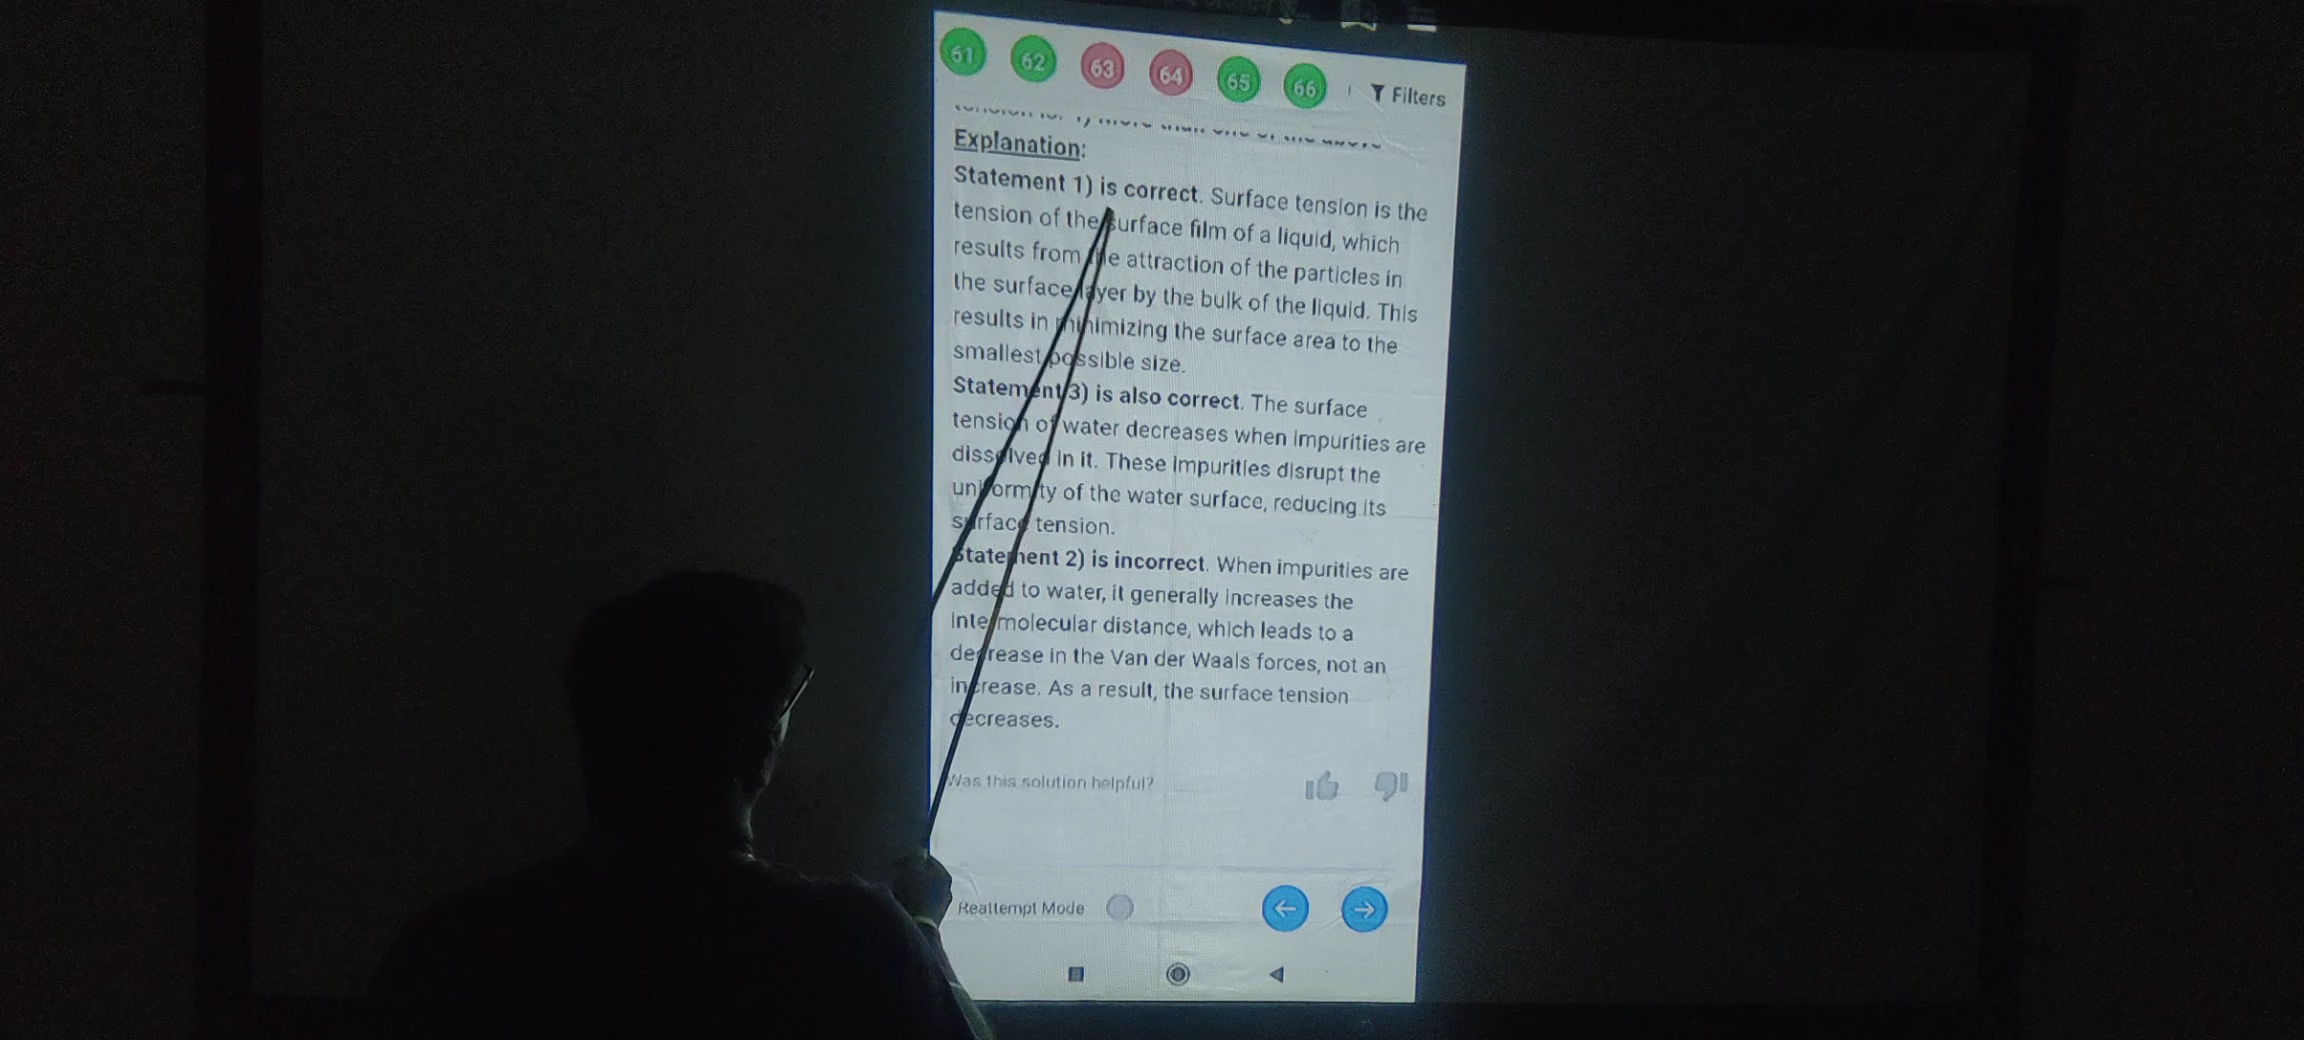 61 62 63 64 65 66 Filters
Explanation:
Statement 1) is correct. Surface tension is the
tension of the surface film of a liquid, which
results from the attraction of the particles in
the surface layer by the bulk of the liquid. This
results in minimizing the surface area to the
smallest possible size.
Statement 3) is also correct. The surface
tension of water decreases when impurities are
dissolved in it. These impurities disrupt the
uniformity of the water surface, reducing its
surface tension.
Statement 2) is incorrect. When impurities are
added to water, it generally increases the
intermolecular distance, which leads to a
decrease in the Van der Waals forces, not an
increase. As a result, the surface tension
decreases.
Was this solution helpful?
Reattempt Mode